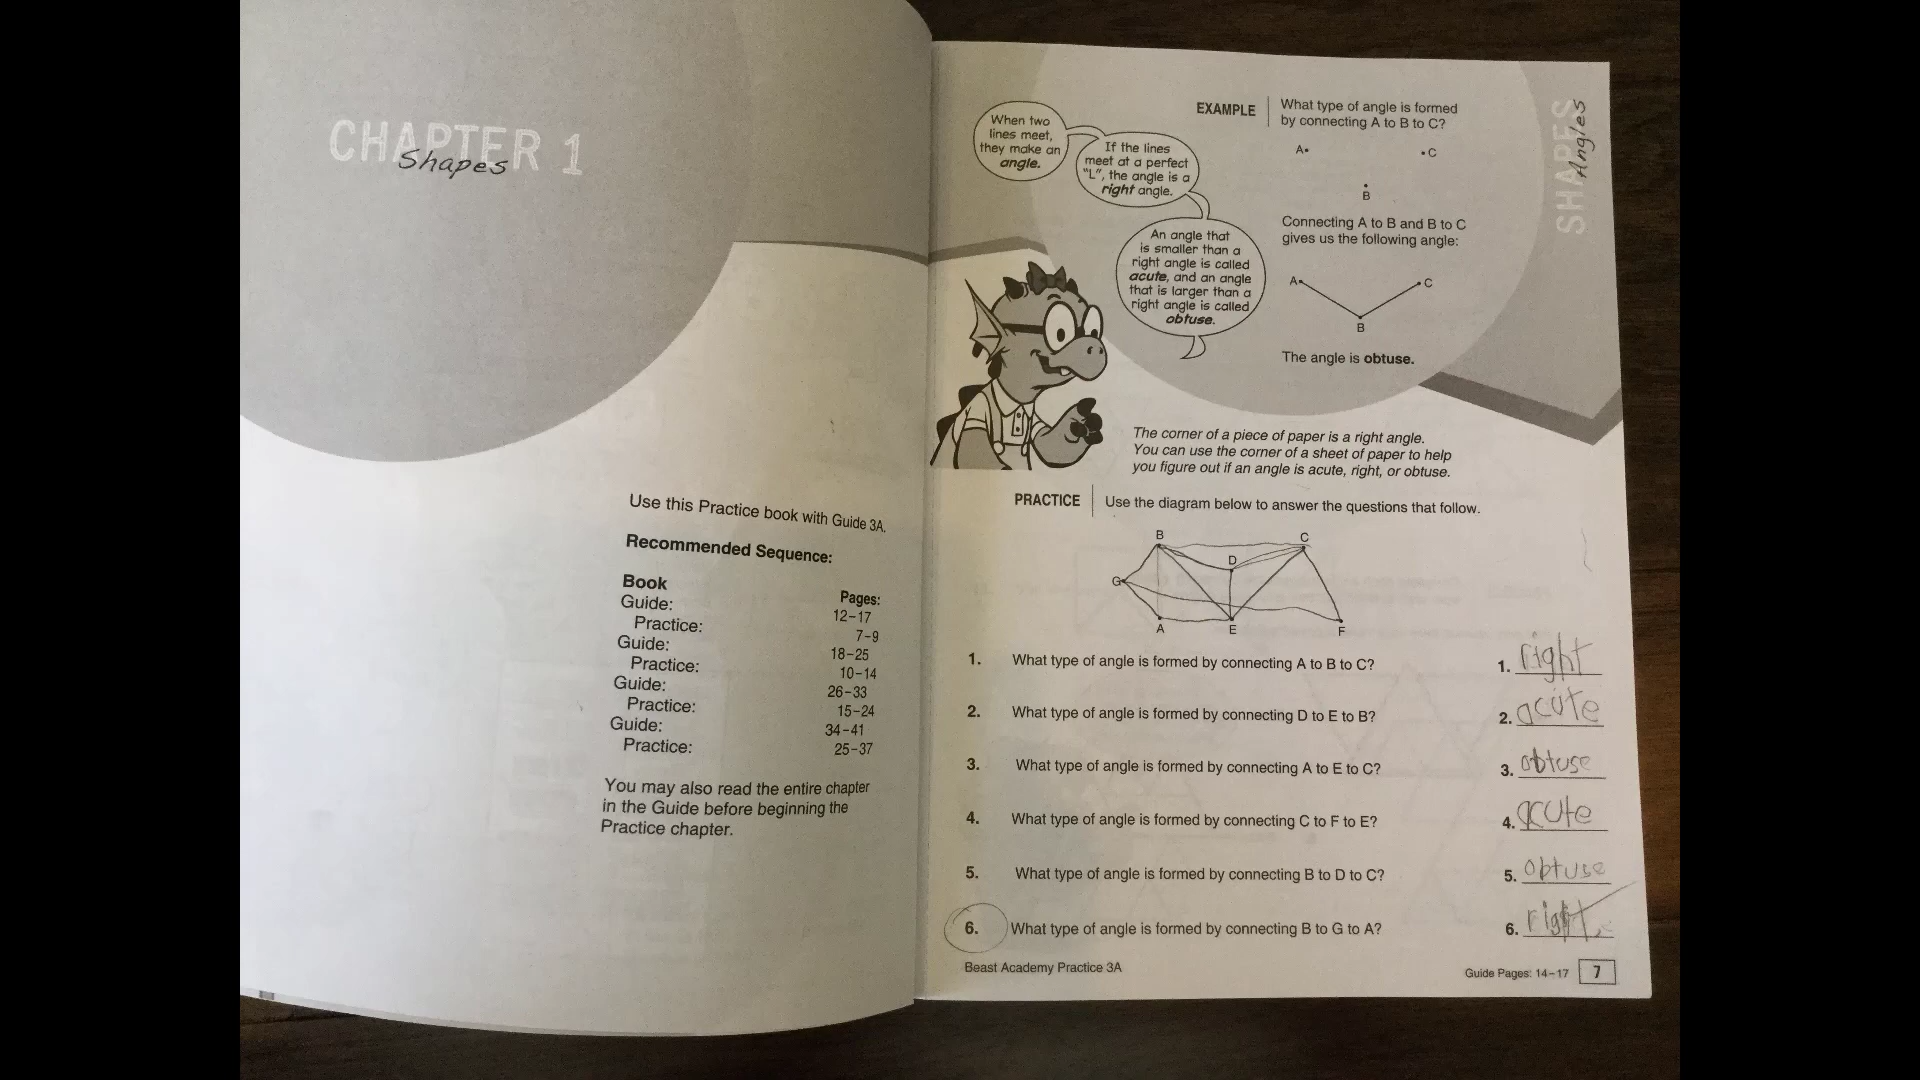 CHAPTER 1
Shapes
Use this Practice book with Guide 3A.
Recommended Sequence:
Book Pages:
Guide: 12-17
Practice: 7-9
Guide: 18-25
Practice: 10-14
Guide: 26-33
Practice: 15-24
Guide: 34-41
Practice: 25-37
You may also read the entire chapter
in the Guide before beginning the
Practice chapter.
SHAPES
Angles
When two
lines meet,
they make an
angle.
If the lines
meet at a perfect
"L", the angle is a
right angle.
An angle that
is smaller than a
right angle is called
acute, and an angle
that is larger than a
right angle is called
obtuse.
EXAMPLE What type of angle is formed
by connecting A to B to C?
A C
B
Connecting A to B and B to C
gives us the following angle:
A C
B
The angle is obtuse.
The corner of a piece of paper is a right angle.
You can use the corner of a sheet of paper to help
you figure out if an angle is acute, right, or obtuse.
PRACTICE Use the diagram below to answer the questions that follow.
B C
D
G
A E F
1. What type of angle is formed by connecting A to B to C? 1. right
2. What type of angle is formed by connecting D to E to B? 2. acute
3. What type of angle is formed by connecting A to E to C? 3. obtuse
4. What type of angle is formed by connecting C to F to E? 4. acute
5. What type of angle is formed by connecting B to D to C? 5. obtuse
6. What type of angle is formed by connecting B to G to A? 6. right
Beast Academy Practice 3A Guide Pages: 14-17 7